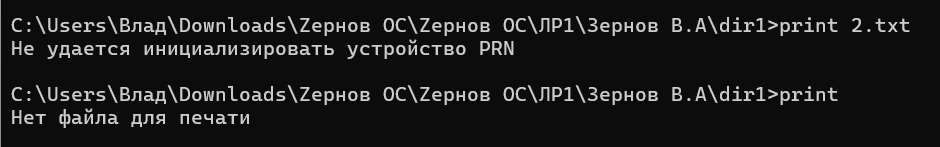 C:\Users\Влад\Downloads\Zернов ОС\Zернов ОС\ЛР1\Зернов В.А\dir1>print 2.txt
Не удается инициализировать устройство PRN
C:\Users\Влад\Downloads\Zернов ОС\Zернов ОС\ЛР1\Зернов В.А\dir1>print
Нет файла для печати